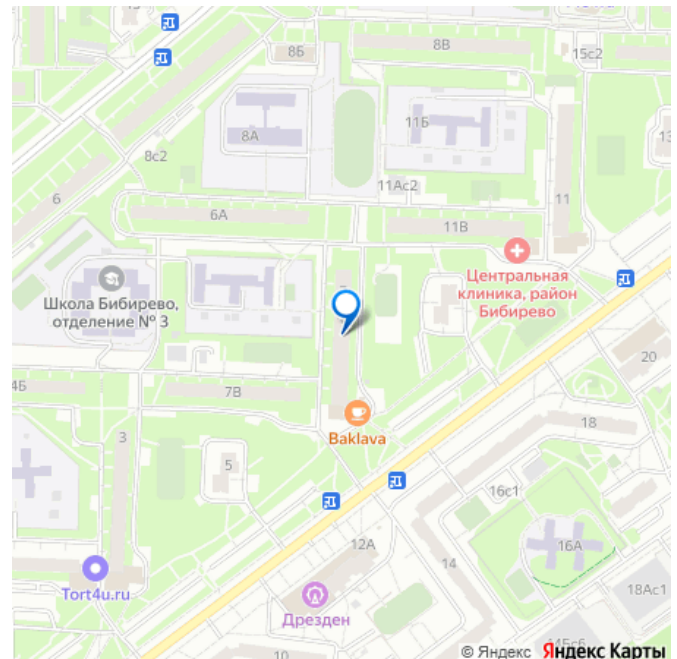 8Б
8В
15с2
8А
11Б
13
8с2
11Ас2
11
6
6А
11В
Центральная
клиника, район
Бибирево
Школа Бибирево,
отделение № 3
20
4Б
7В
Baklava
18
3
5
16с1
12А
14
16А
Tort4u.ru
Дрезден
18Ас1
10
14Бс6
© Яндекс Яндекс Карты